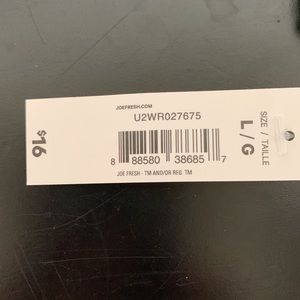 JOEFRESH.COM
U2WR027675
8 88580 38685 7
JOE FRESH - TM AND/OR REG. TM
$16
SIZE / TAILLE
L / G